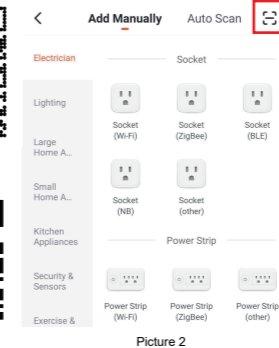 Add Manually Auto Scan
Electrician
Socket
Lighting
Socket
(Wi-Fi)
Socket
(ZigBee)
Socket
(BLE)
Large
Home A...
Small
Home A...
Socket
(NB)
Socket
(other)
Kitchen
Appliances
Power Strip
Security &
Sensors
Power Strip
(Wi-Fi)
Power Strip
(ZigBee)
Power Strip
(other)
Exercise &
Picture 2